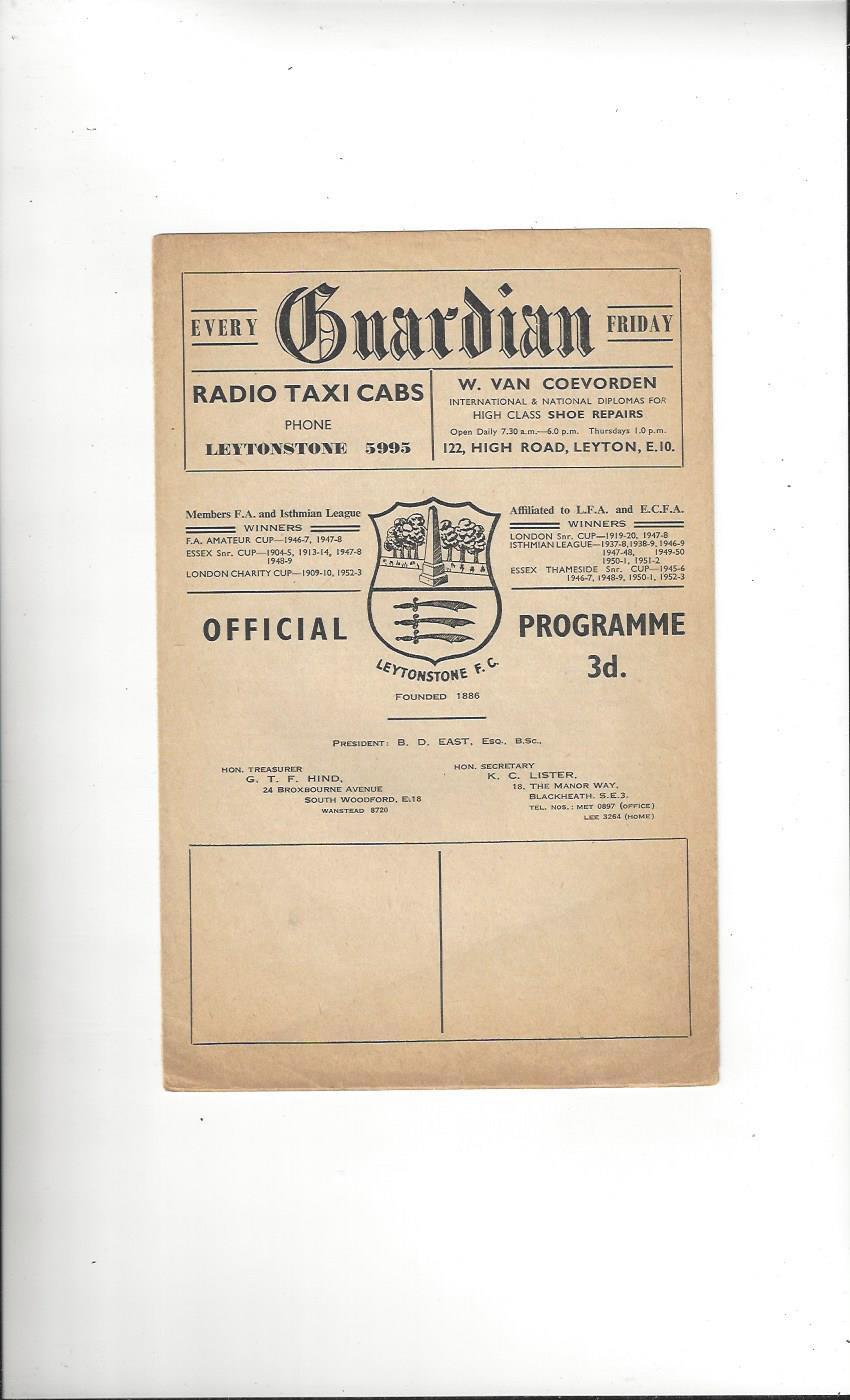 EVERY Guardian FRIDAY
RADIO TAXI CABS
PHONE
LEYTONSTONE 5995
W. VAN COEVORDEN
INTERNATIONAL & NATIONAL DIPLOMAS FOR
HIGH CLASS SHOE REPAIRS
Open Daily 7.30 a.m.—6.0 p.m. Thursdays 1.0 p.m.
122, HIGH ROAD, LEYTON, E.10.
Members F.A. and Isthmian League
WINNERS
F.A. AMATEUR CUP—1946-7, 1947-8
ESSEX Snr. CUP—1904-5, 1913-14, 1947-8
1948-9
LONDON CHARITY CUP—1909-10, 1952-3
Affiliated to L.F.A. and E.C.F.A.
WINNERS
LONDON Snr. CUP—1919-20, 1947-8
ISTHMIAN LEAGUE—1937-8, 1938-9, 1946-9
1947-48, 1949-50
1950-1, 1951-2
ESSEX THAMESIDE Snr. CUP—1945-6
1946-7, 1948-9, 1950-1, 1952-3
OFFICIAL PROGRAMME
3d.
LEYTONSTONE F.C.
FOUNDED 1886
PRESIDENT: B. D. EAST, ESQ., B.SC.,
HON. TREASURER
G. T. F. HIND,
24 BROXBOURNE AVENUE
SOUTH WOODFORD, E.18
WANSTEAD 8720
HON. SECRETARY
K. C. LISTER,
18, THE MANOR WAY,
BLACKHEATH. S.E.3.
TEL. NOS.: MET 0897 (OFFICE)
LEE 3264 (HOME)